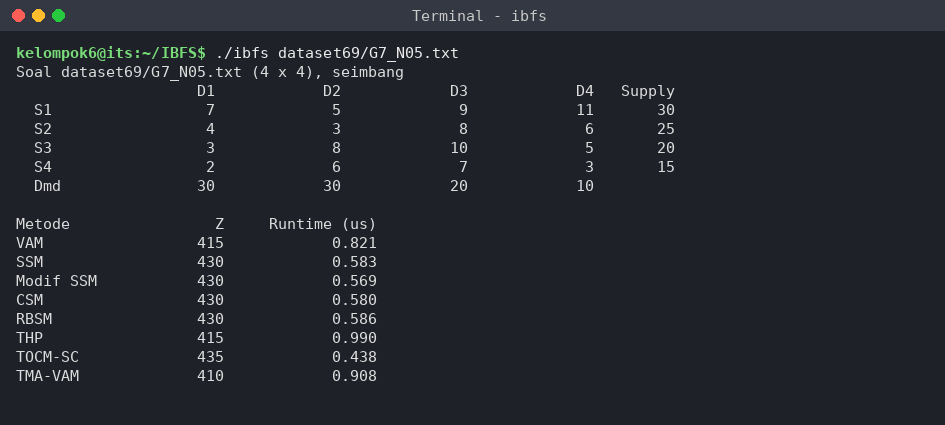 Terminal - ibfs
kelompok6@its:~/IBFS$ ./ibfs dataset69/G7_N05.txt
Soal dataset69/G7_N05.txt (4 x 4), seimbang
D1 D2 D3 D4 Supply
S1 7 5 9 11 30
S2 4 3 8 6 25
S3 3 8 10 5 20
S4 2 6 7 3 15
Dmd 30 30 20 10
Metode Z Runtime (us)
VAM 415 0.821
SSM 430 0.583
Modif SSM 430 0.569
CSM 430 0.580
RBSM 430 0.586
THP 415 0.990
TOCM-SC 435 0.438
TMA-VAM 410 0.908